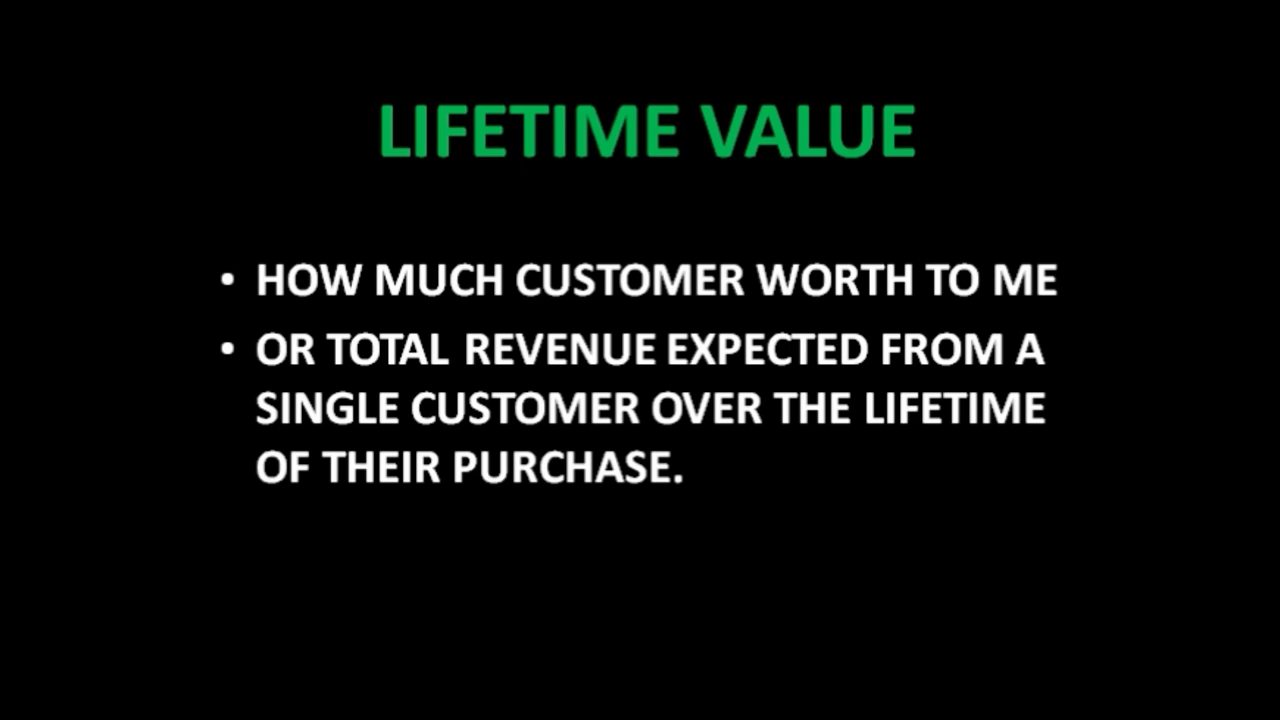 LIFETIME VALUE
• HOW MUCH CUSTOMER WORTH TO ME
• OR TOTAL REVENUE EXPECTED FROM A
SINGLE CUSTOMER OVER THE LIFETIME
OF THEIR PURCHASE.